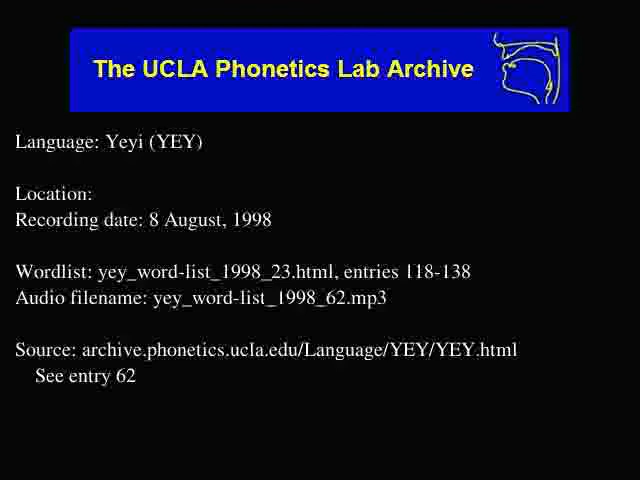 The UCLA Phonetics Lab Archive
Language: Yeyi (YEY)
Location:
Recording date: 8 August, 1998
Wordlist: yey_word-list_1998_23.html, entries 118-138
Audio filename: yey_word-list_1998_62.mp3
Source: archive.phonetics.ucla.edu/Language/YEY/YEY.html
See entry 62